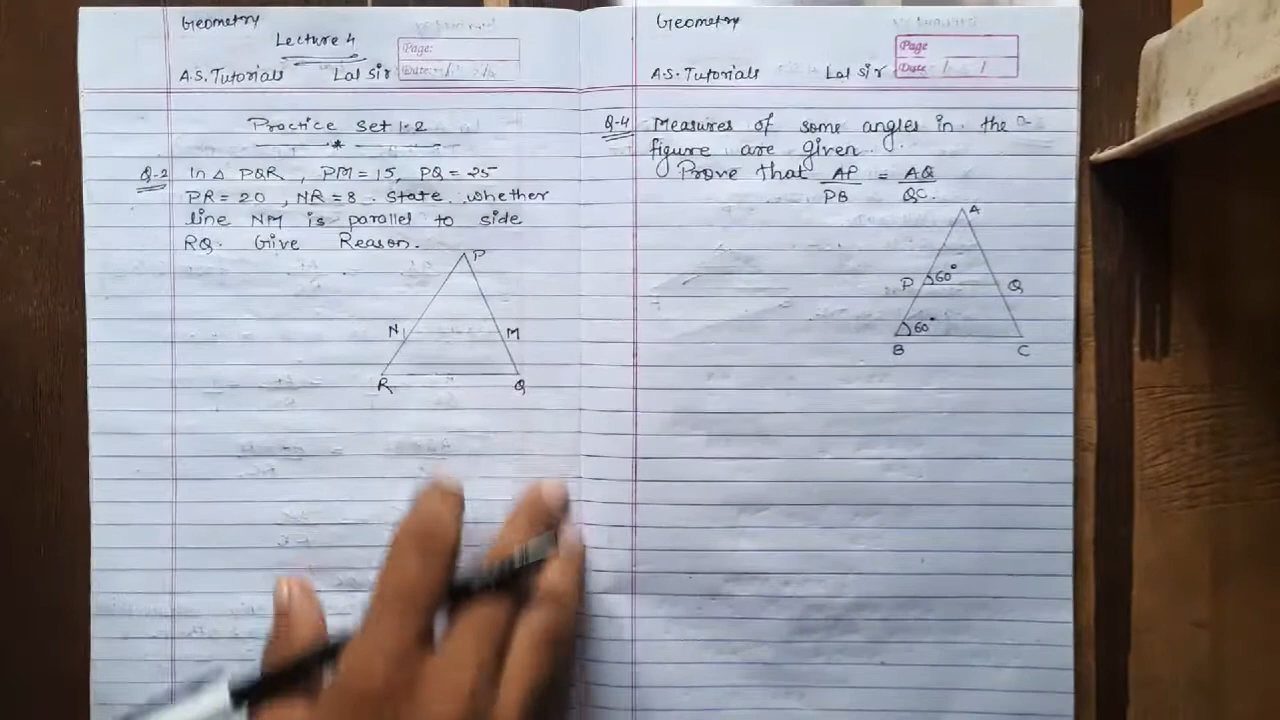 Geometry
Lecture 4
Page:
A.S. Tutorials Lal Sir
Date: / /
Practice Set 1.2
Q-2 In △ PQR, PM = 15, PQ = 25
PR = 20, NR = 8. State whether
line NM is parallel to side
RQ. Give Reason.
P
N M
R Q
Geometry
Page
A.S. Tutorials Lal Sir
Date / /
Q-4 Measures of some angles in the
figure are given.
Prove that AP/PB = AQ/QC.
A
P 60° Q
60°
B C